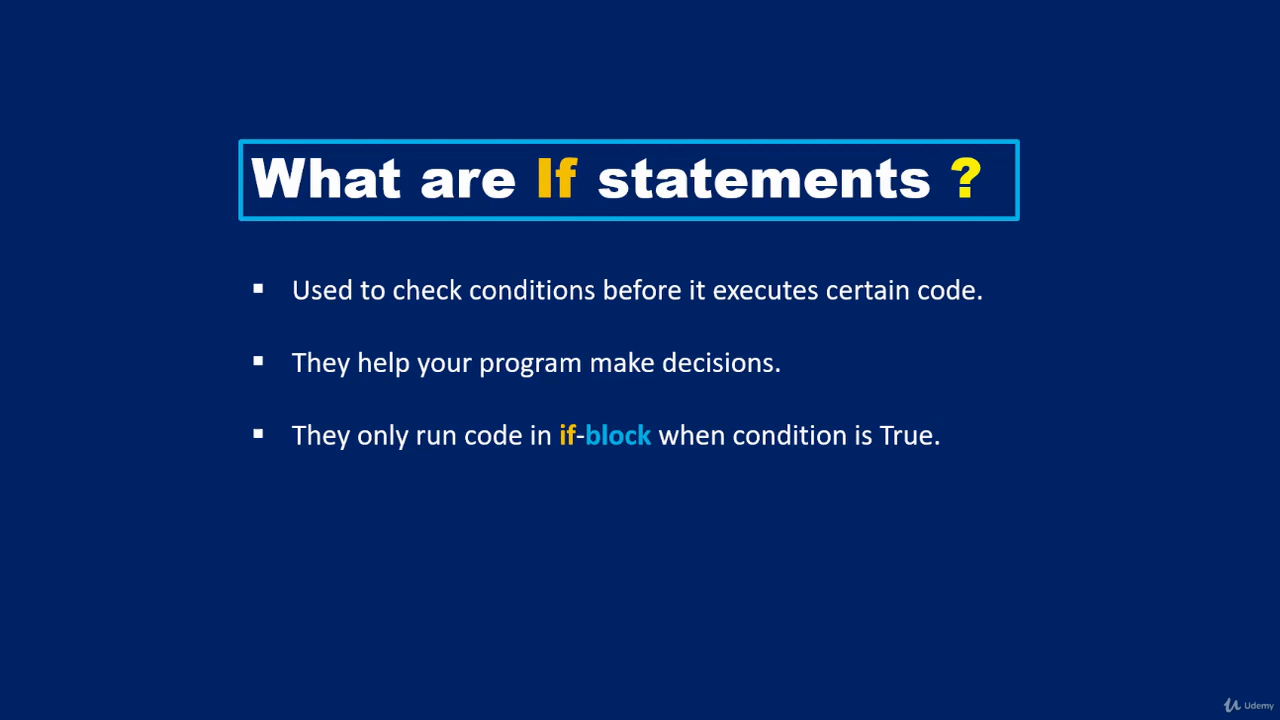 What are If statements ?
▪ Used to check conditions before it executes certain code.
▪ They help your program make decisions.
▪ They only run code in if-block when condition is True.
Udemy